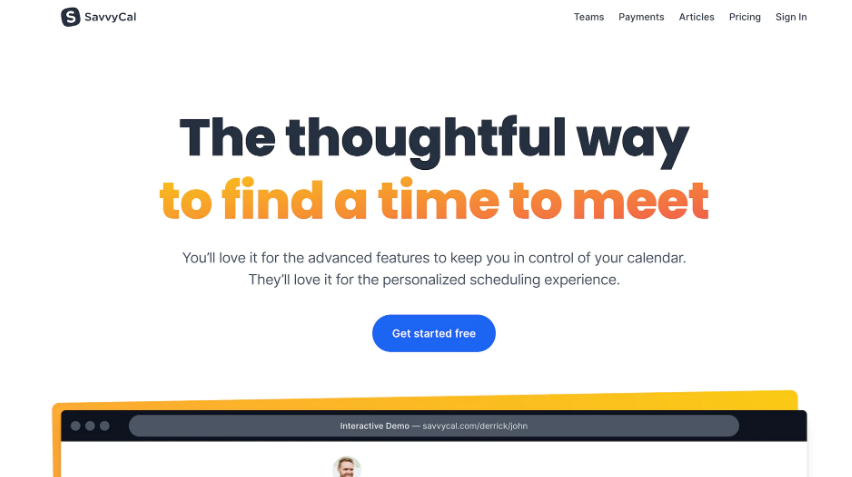 SavvyCal
Teams Payments Articles Pricing Sign In
The thoughtful way
to find a time to meet
You’ll love it for the advanced features to keep you in control of your calendar.
They’ll love it for the personalized scheduling experience.
Get started free
Interactive Demo — savvycal.com/derrick/john